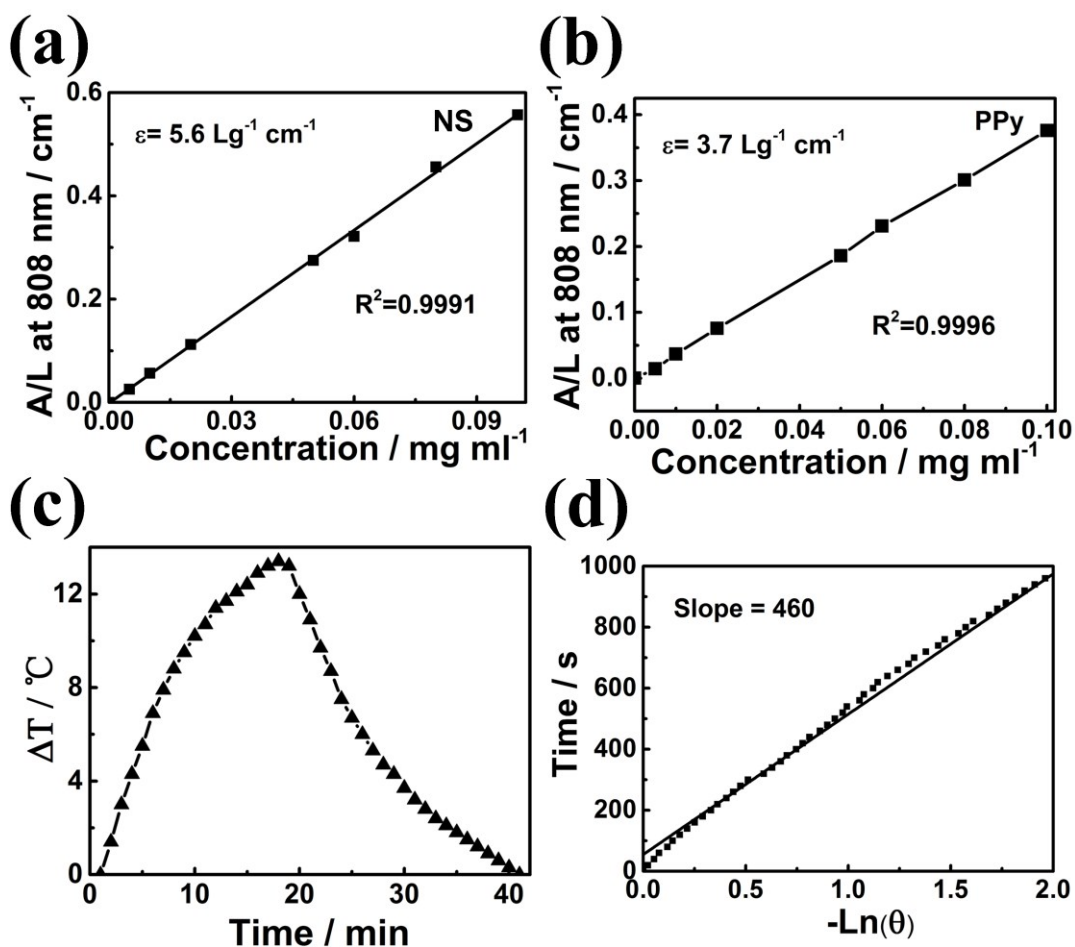 (a)
0.6
0.4
0.2
0.0
A/L at 808 nm / cm⁻¹
ε= 5.6 Lg⁻¹ cm⁻¹
NS
R²=0.9991
0.00 0.03 0.06 0.09
Concentration / mg ml⁻¹
(b)
0.4
0.3
0.2
0.1
0.0
A/L at 808 nm / cm⁻¹
ε= 3.7 Lg⁻¹ cm⁻¹
PPy
R²=0.9996
0.00 0.02 0.04 0.06 0.08 0.10
Concentration / mg ml⁻¹
(c)
12
8
4
0
ΔT / ℃
0 10 20 30 40
Time / min
(d)
1000
800
600
400
200
0
Time / s
Slope = 460
0.0 0.5 1.0 1.5 2.0
-Ln(θ)